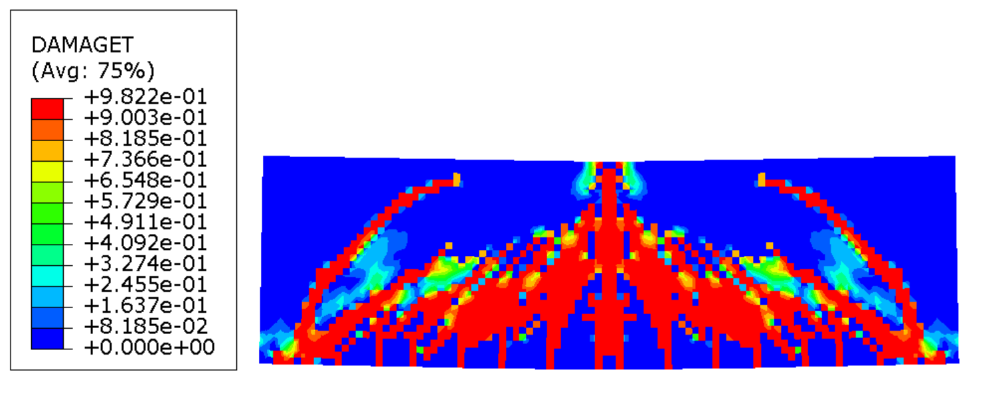 DAMAGET
(Avg: 75%)
+9.822e-01
+9.003e-01
+8.185e-01
+7.366e-01
+6.548e-01
+5.729e-01
+4.911e-01
+4.092e-01
+3.274e-01
+2.455e-01
+1.637e-01
+8.185e-02
+0.000e+00